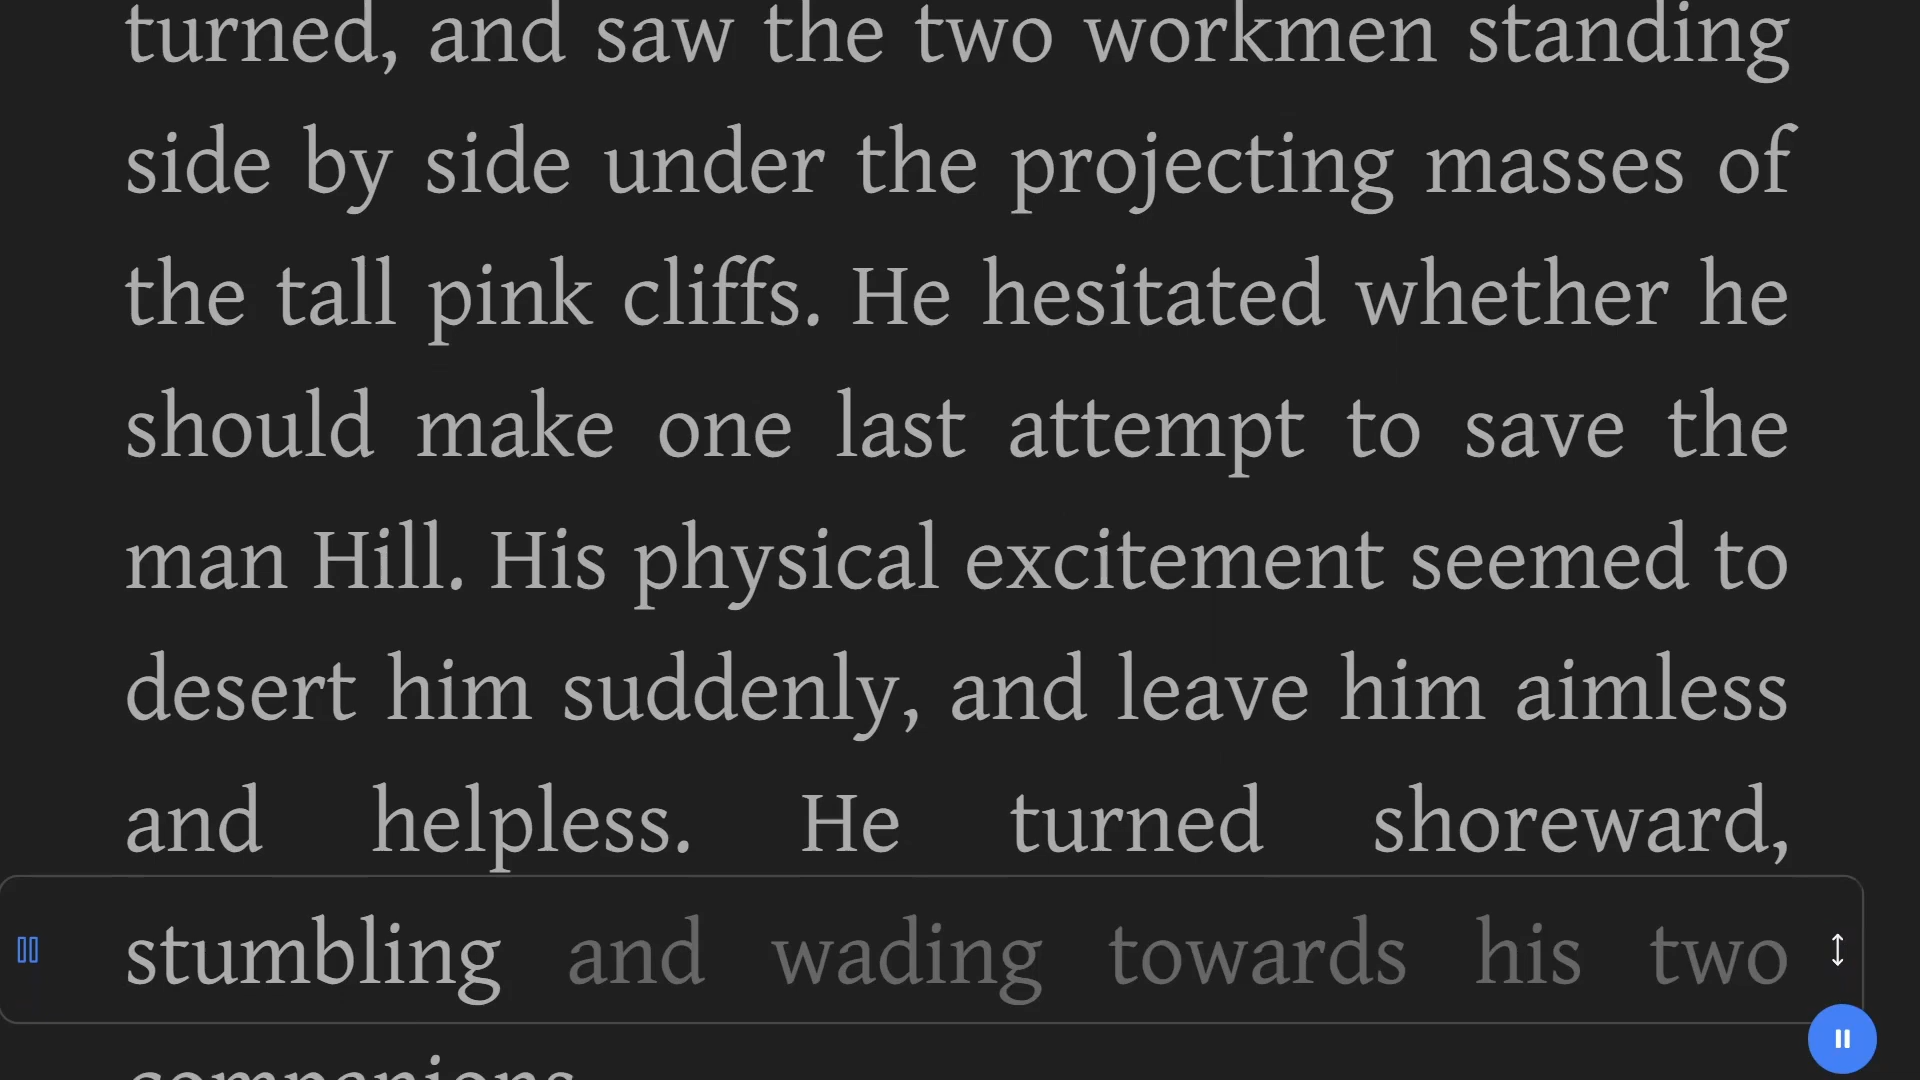 turned, and saw the two workmen standing
side by side under the projecting masses of
the tall pink cliffs. He hesitated whether he
should make one last attempt to save the
man Hill. His physical excitement seemed to
desert him suddenly, and leave him aimless
and helpless. He turned shoreward,
stumbling and wading towards his two
companions.